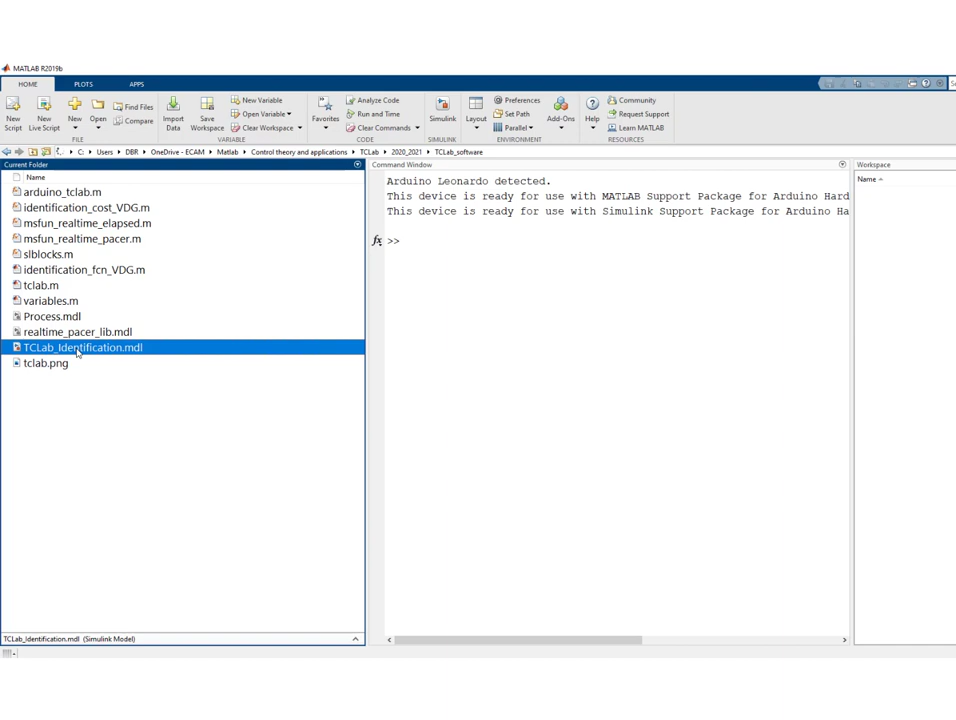 MATLAB R2019b
HOME PLOTS APPS
New Script
New Live Script
New
Open
Find Files
Compare
Import Data
Save Workspace
New Variable
Open Variable
Clear Workspace
Favorites
Analyze Code
Run and Time
Clear Commands
Simulink
Layout
Preferences
Set Path
Parallel
Add-Ons
Help
Community
Request Support
Learn MATLAB
FILE VARIABLE CODE SIMULINK ENVIRONMENT RESOURCES
C: Users DBR OneDrive - ECAM Matlab Control theory and applications TCLab 2020_2021 TCLab_software
Current Folder
Name
arduino_tclab.m
identification_cost_VDG.m
msfun_realtime_elapsed.m
msfun_realtime_pacer.m
slblocks.m
identification_fcn_VDG.m
tclab.m
variables.m
Process.mdl
realtime_pacer_lib.mdl
TCLab_Identification.mdl
tclab.png
TCLab_Identification.mdl (Simulink Model)
Command Window
Arduino Leonardo detected.
This device is ready for use with MATLAB Support Package for Arduino Hard
This device is ready for use with Simulink Support Package for Arduino Ha
fx >>
Workspace
Name